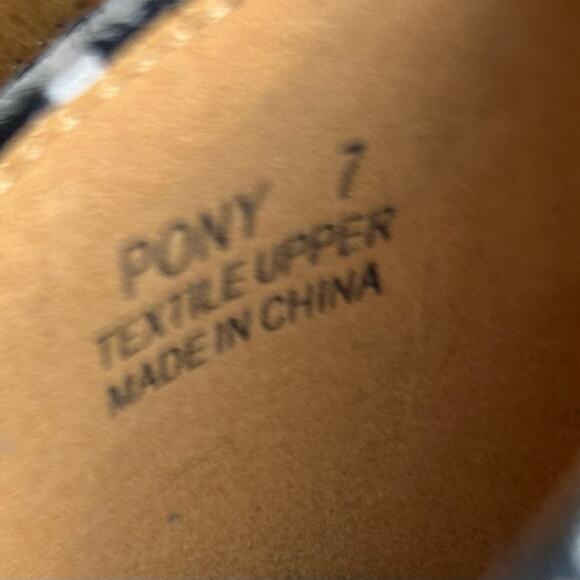 PONY 7
TEXTILE UPPER
MADE IN CHINA